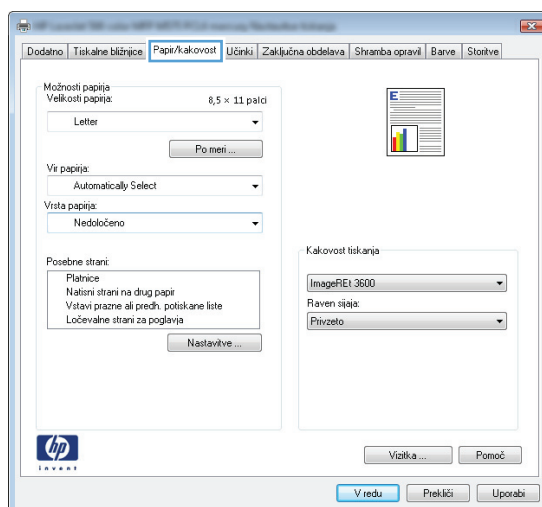 Dodatno Tiskalne bližnjice Papir/kakovost Učinki Zaključna obdelava Shramba opravil Barve Storitve
Možnosti papirja
Velikosti papirja: 8,5 × 11 palci
Letter
Po meri ...
Vir papirja:
Automatically Select
Vrsta papirja:
Nedoločeno
Posebne strani:
Platnice
Natisni strani na drug papir
Vstavi prazne ali predh. potiskane liste
Ločevalne strani za poglavja
Nastavitve ...
E
Kakovost tiskanja
ImageREt 3600
Raven sijaja:
Privzeto
hp
invent
Vizitka ... Pomoč
V redu Prekliči Uporabi